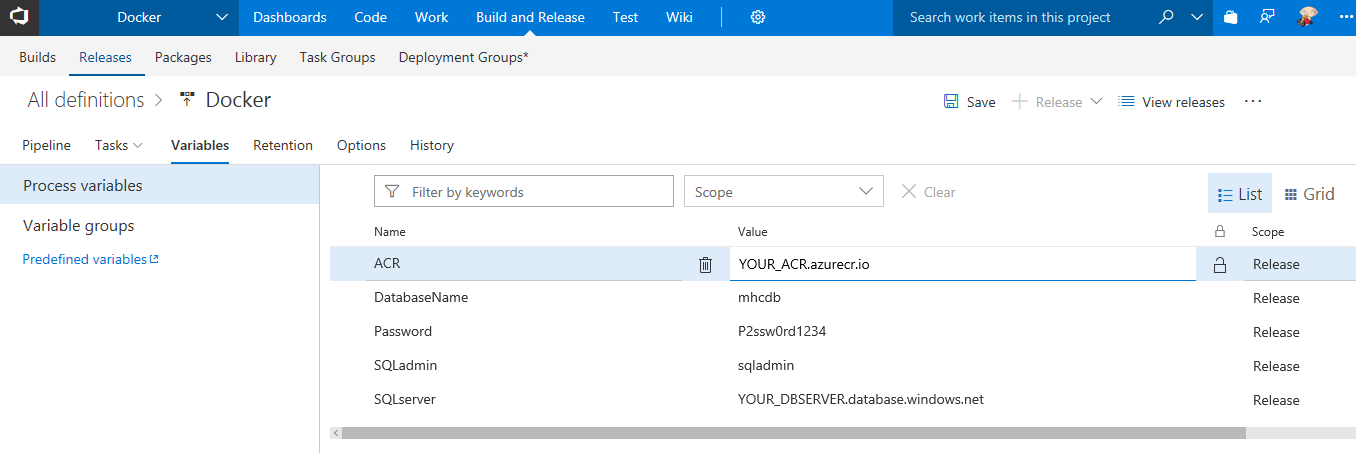 Docker Dashboards Code Work Build and Release Test Wiki Search work items in this project
Builds Releases Packages Library Task Groups Deployment Groups*
All definitions > Docker Save Release View releases ...
Pipeline Tasks Variables Retention Options History
Process variables
Variable groups
Predefined variables
Filter by keywords Scope Clear List Grid
Name Value Scope
ACR YOUR_ACR.azurecr.io Release
DatabaseName mhcdb Release
Password P2ssw0rd1234 Release
SQLadmin sqladmin Release
SQLserver YOUR_DBSERVER.database.windows.net Release